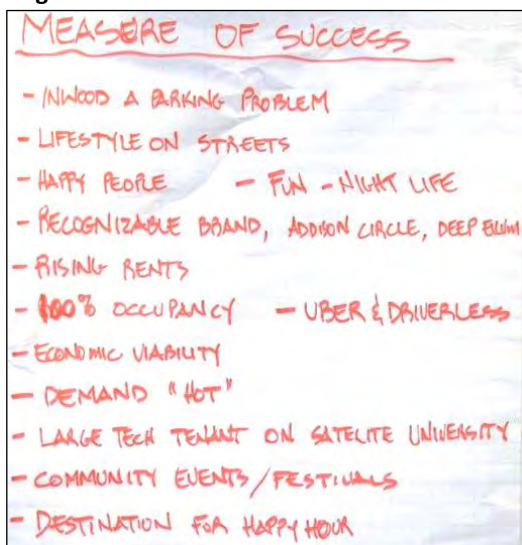 MEASURE OF SUCCESS
- INWOOD A PARKING PROBLEM
- LIFESTYLE ON STREETS
- HAPPY PEOPLE - FUN - NIGHT LIFE
- RECOGNIZABLE BRAND, ADDISON CIRCLE, DEEP ELLUM
- RISING RENTS
- 100% OCCUPANCY - UBER & DRIVERLESS
- ECONOMIC VIABILITY
- DEMAND "HOT"
- LARGE TECH TENANT ON SATELITE UNIVERSITY
- COMMUNITY EVENTS/FESTIVALS
- DESTINATION FOR HAPPY HOUR